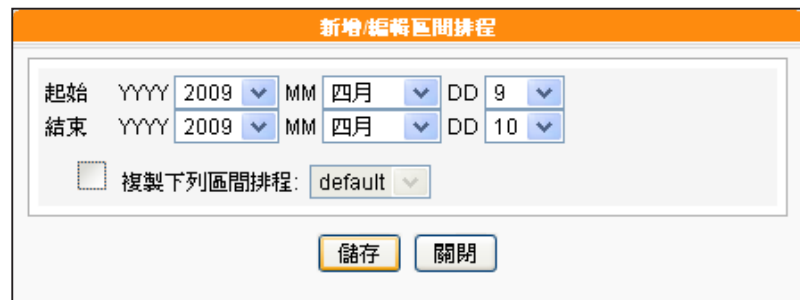 新增/編輯區間排程
起始 YYYY 2009 MM 四月 DD 9
結束 YYYY 2009 MM 四月 DD 10
複製下列區間排程: default
儲存 關閉